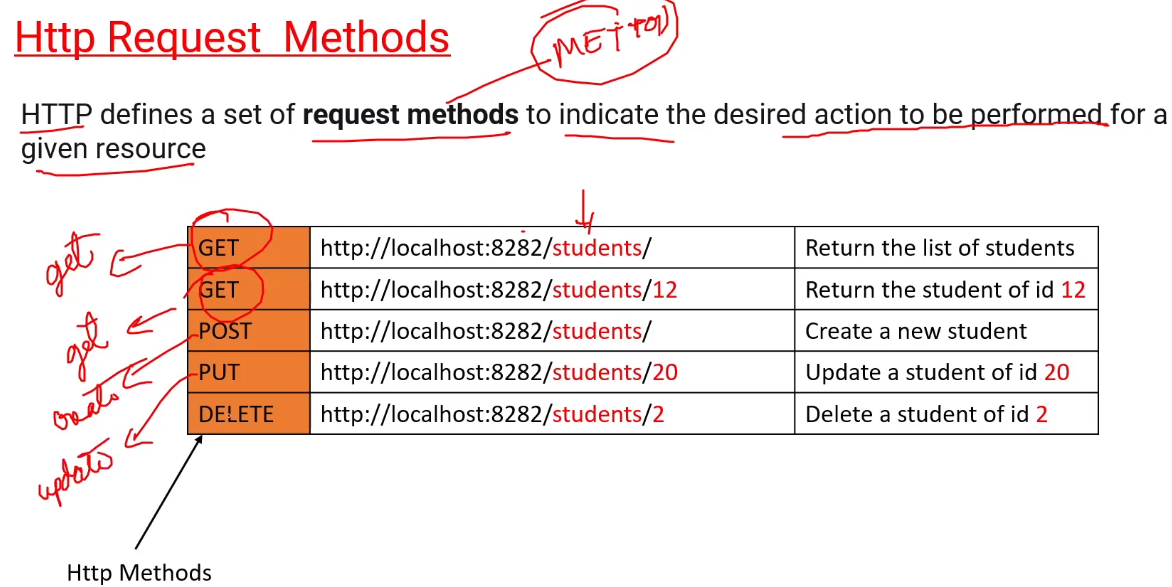 Http Request Methods
METHOD
HTTP defines a set of request methods to indicate the desired action to be performed for a
given resource
get
GET http://localhost:8282/students/ Return the list of students
get
GET http://localhost:8282/students/12 Return the student of id 12
create
POST http://localhost:8282/students/ Create a new student
update
PUT http://localhost:8282/students/20 Update a student of id 20
DELETE http://localhost:8282/students/2 Delete a student of id 2
Http Methods